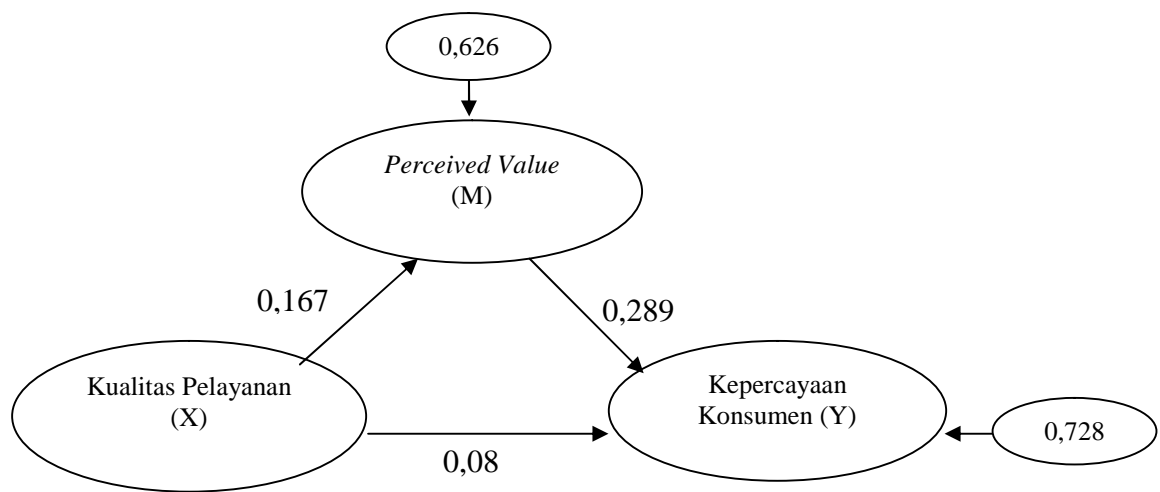 0,626
Perceived Value
(M)
0,167
0,289
Kualitas Pelayanan
(X)
Kepercayaan
Konsumen (Y)
0,728
0,08